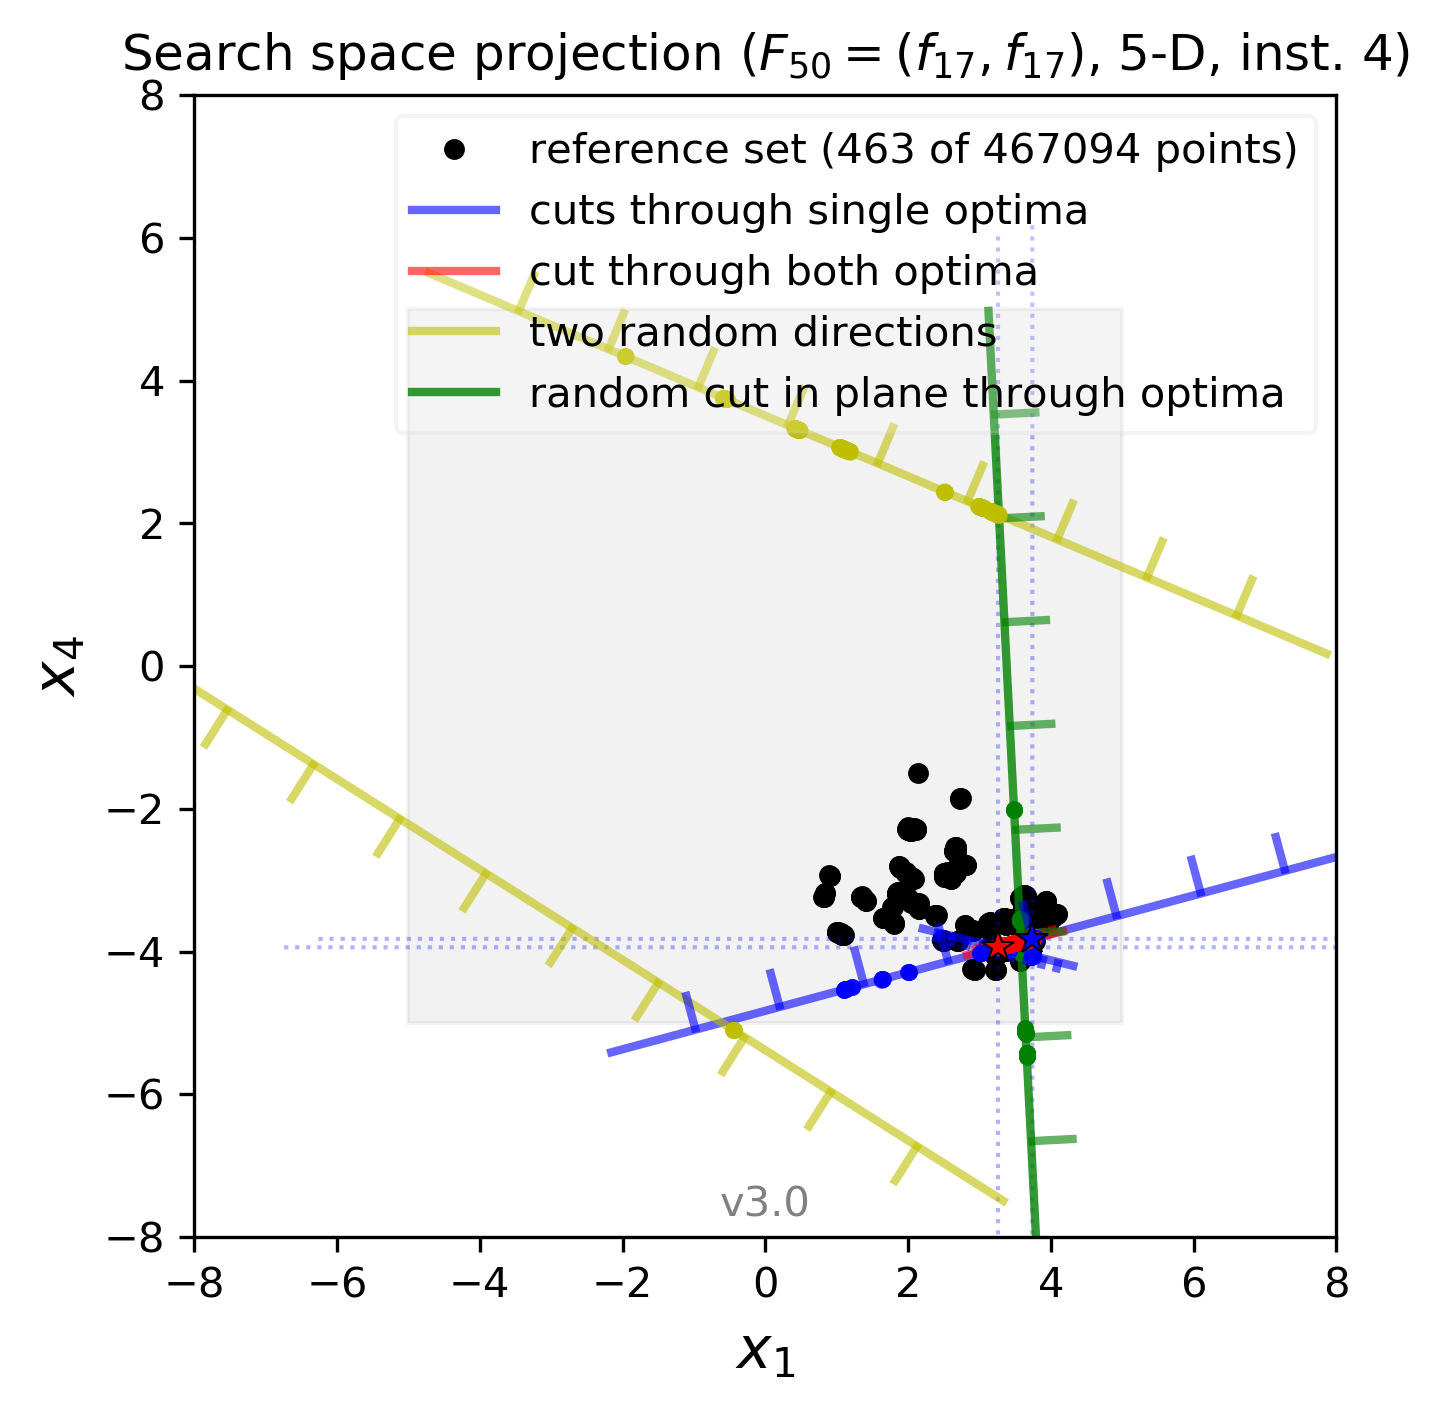 Search space projection (F50 = (f17, f17), 5-D, inst. 4)
reference set (463 of 467094 points)
cuts through single optima
cut through both optima
two random directions
random cut in plane through optima
8
6
4
2
0
−2
−4
−6
−8
x4
v3.0
−8 −6 −4 −2 0 2 4 6 8
x1